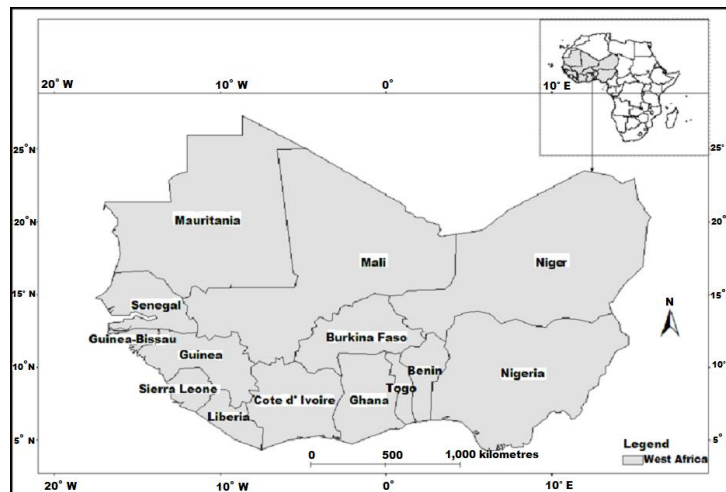 20° W
10° W
0°
10° E
25° N
25°
20° N
20°
15° N
15°
10° N
10°
5° N
5°
Mauritania
Mali
Niger
Senegal
Guinea-Bissau
Guinea
Burkina Faso
Benin
Nigeria
Sierra Leone
Togo
Cote d' Ivoire
Ghana
Liberia
N
0 500 1,000 kilometres
Legend
West Africa
20° W
10° W
0°
10° E